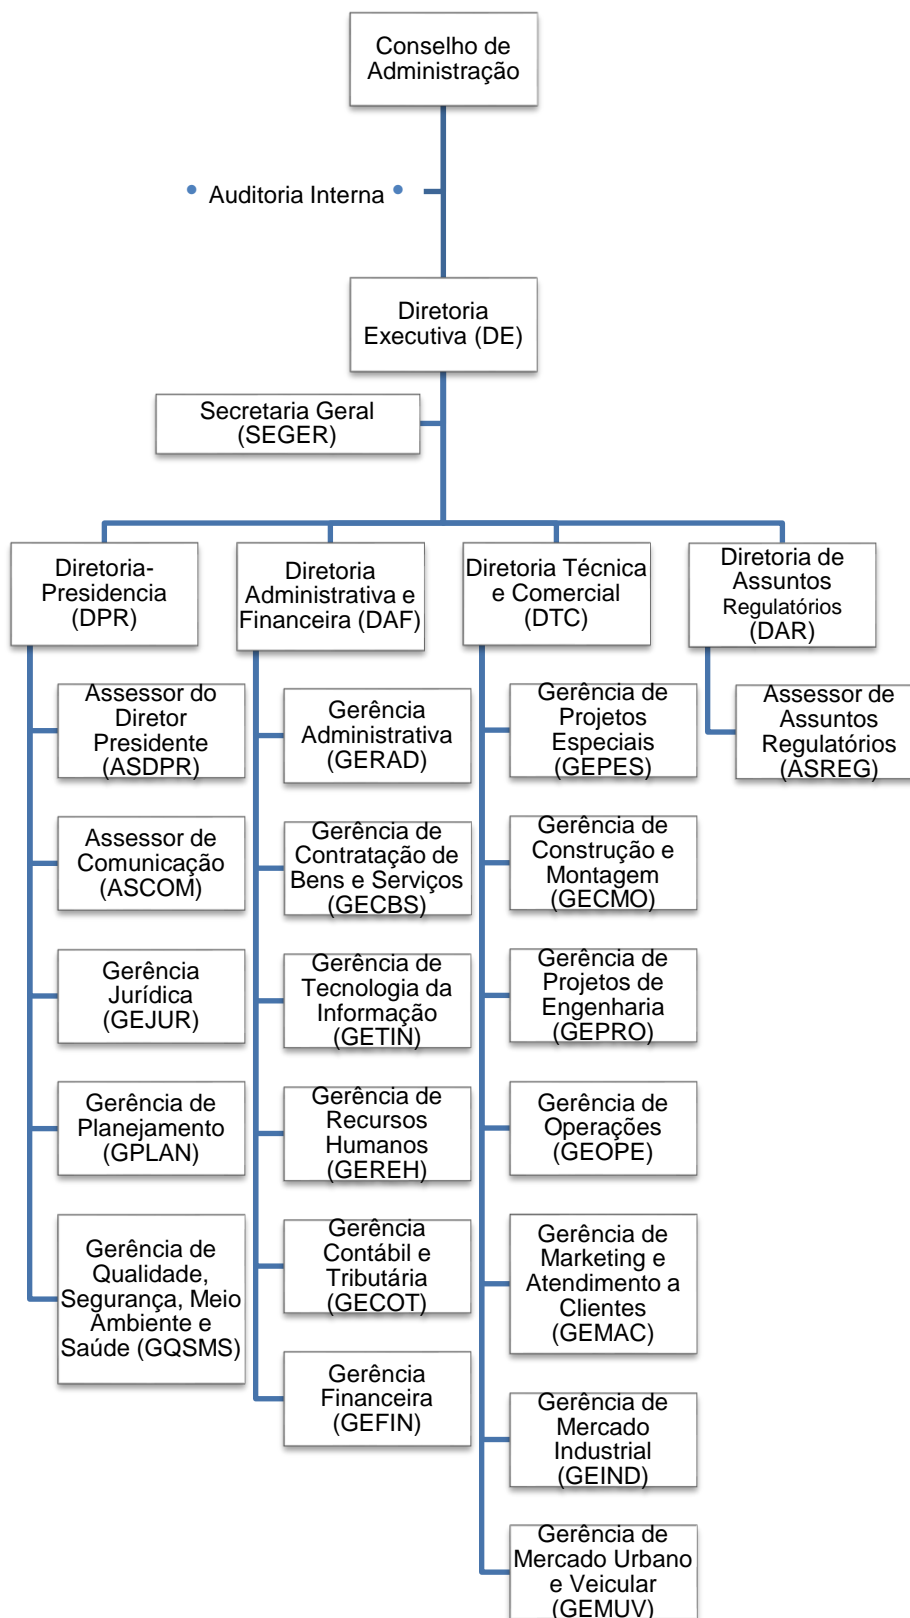 Conselho de
Administração
• Auditoria Interna •
Diretoria
Executiva (DE)
Secretaria Geral
(SEGER)
Diretoria-
Presidencia
(DPR)
Assessor do
Diretor
Presidente
(ASDPR)
Assessor de
Comunicação
(ASCOM)
Gerência
Jurídica
(GEJUR)
Gerência de
Planejamento
(GPLAN)
Gerência de
Qualidade,
Segurança, Meio
Ambiente e
Saúde (GQSMS)
Diretoria
Administrativa e
Financeira (DAF)
Gerência
Administrativa
(GERAD)
Gerência de
Contratação de
Bens e Serviços
(GECBS)
Gerência de
Tecnologia da
Informação
(GETIN)
Gerência de
Recursos
Humanos
(GEREH)
Gerência
Contábil e
Tributária
(GECOT)
Gerência
Financeira
(GEFIN)
Diretoria Técnica
e Comercial
(DTC)
Gerência de
Projetos
Especiais
(GEPES)
Gerência de
Construção e
Montagem
(GECMO)
Gerência de
Projetos de
Engenharia
(GEPRO)
Gerência de
Operações
(GEOPE)
Gerência de
Marketing e
Atendimento a
Clientes
(GEMAC)
Gerência de
Mercado
Industrial
(GEIND)
Gerência de
Mercado Urbano
e Veicular
(GEMUV)
Diretoria de
Assuntos
Regulatórios
(DAR)
Assessor de
Assuntos
Regulatórios
(ASREG)